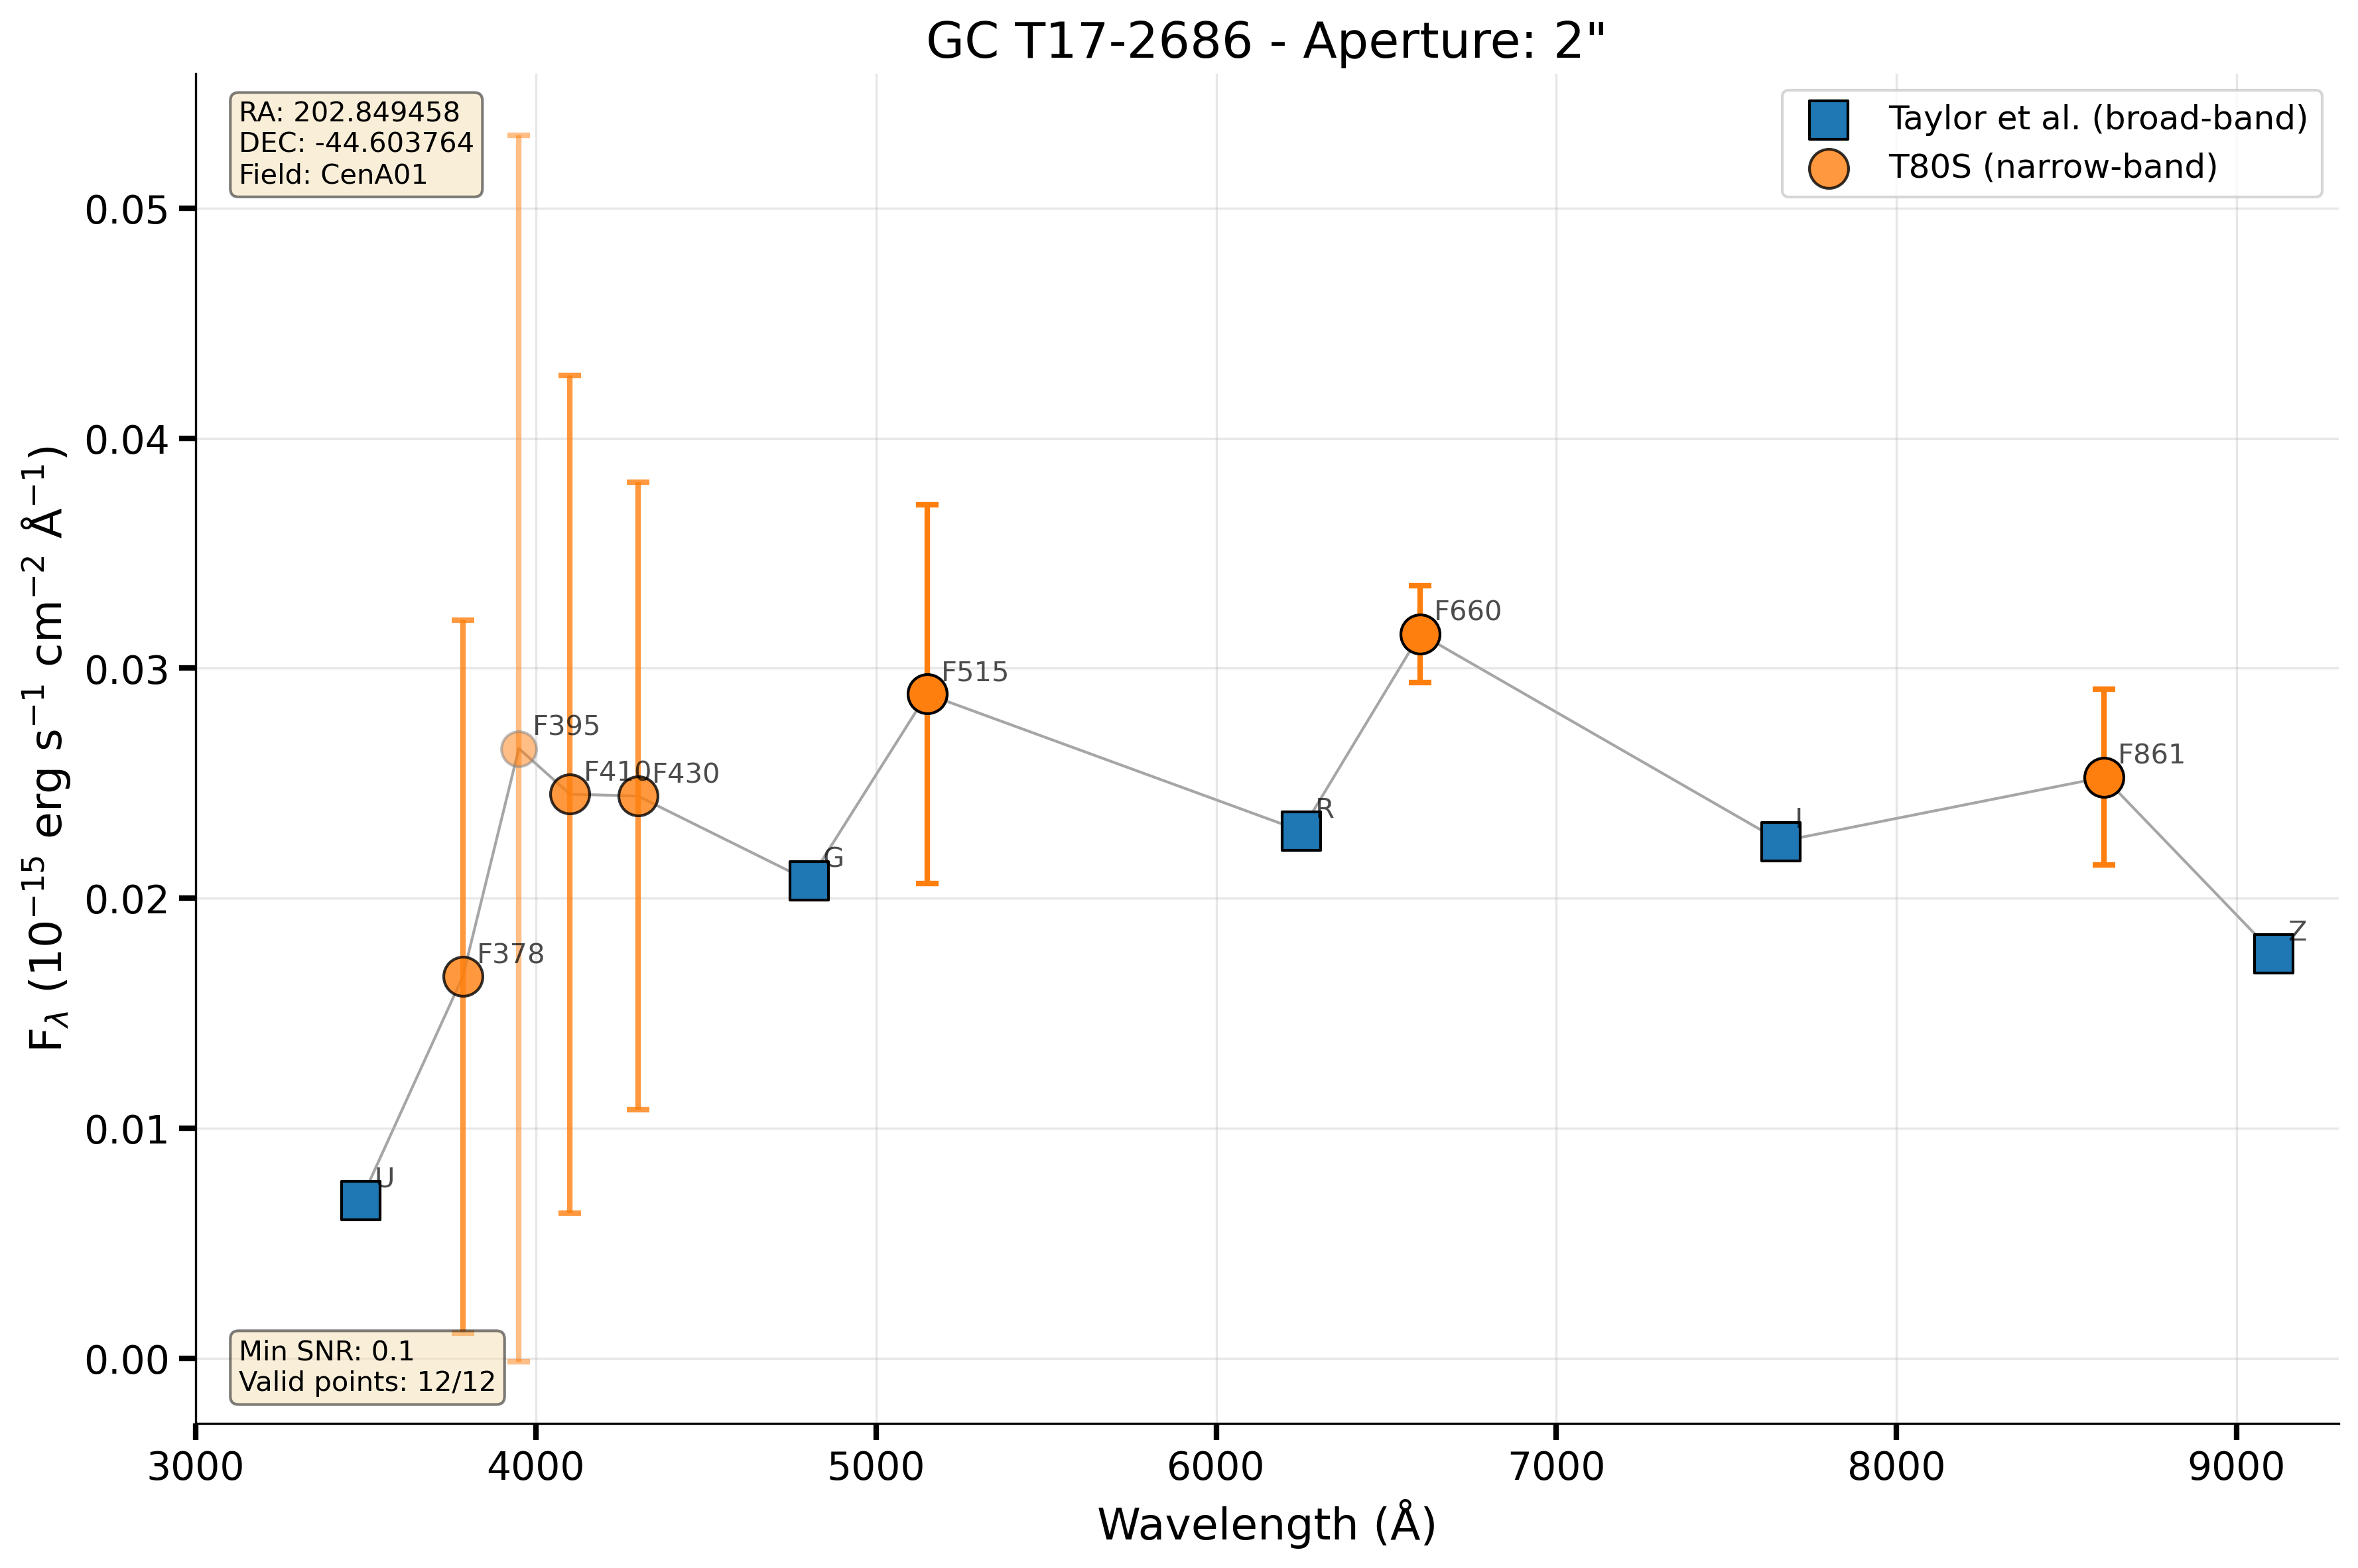 GC T17-2686 - Aperture: 2"
RA: 202.849458
DEC: -44.603764
Field: CenA01
Taylor et al. (broad-band)
T80S (narrow-band)
0.05
0.04
0.03
0.02
0.01
0.00
F$_{λ}$ (10$^{−15}$ erg s$^{−1}$ cm$^{−2}$ Å$^{−1}$)
U
F378
F395
F410
F430
G
F515
R
F660
I
F861
Z
Min SNR: 0.1
Valid points: 12/12
3000 4000 5000 6000 7000 8000 9000
Wavelength (Å)